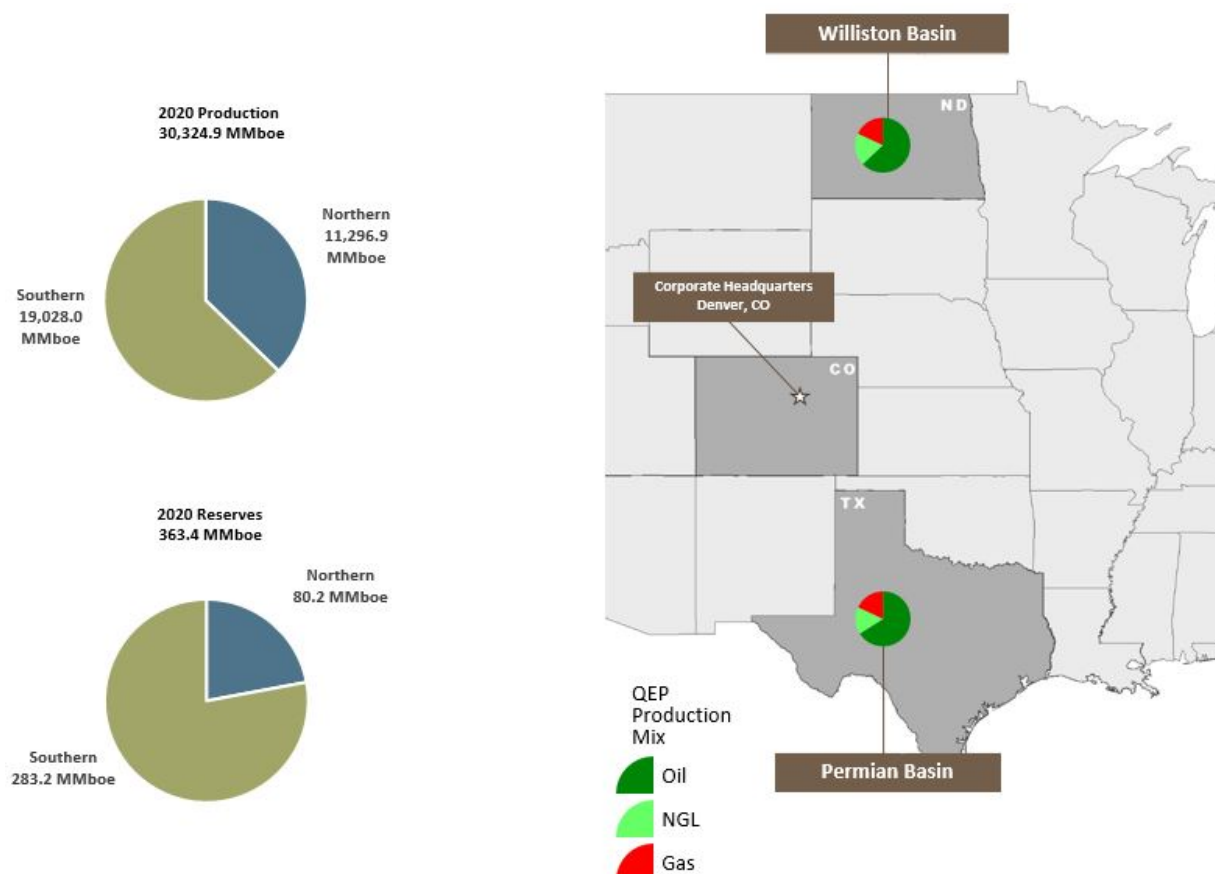 2020 Production
30,324.9 MMboe
Northern
11,296.9
MMboe
Southern
19,028.0
MMboe
2020 Reserves
363.4 MMboe
Northern
80.2 MMboe
Southern
283.2 MMboe
Williston Basin
ND
Corporate Headquarters
Denver, CO
CO
TX
Permian Basin
QEP
Production
Mix
Oil
NGL
Gas